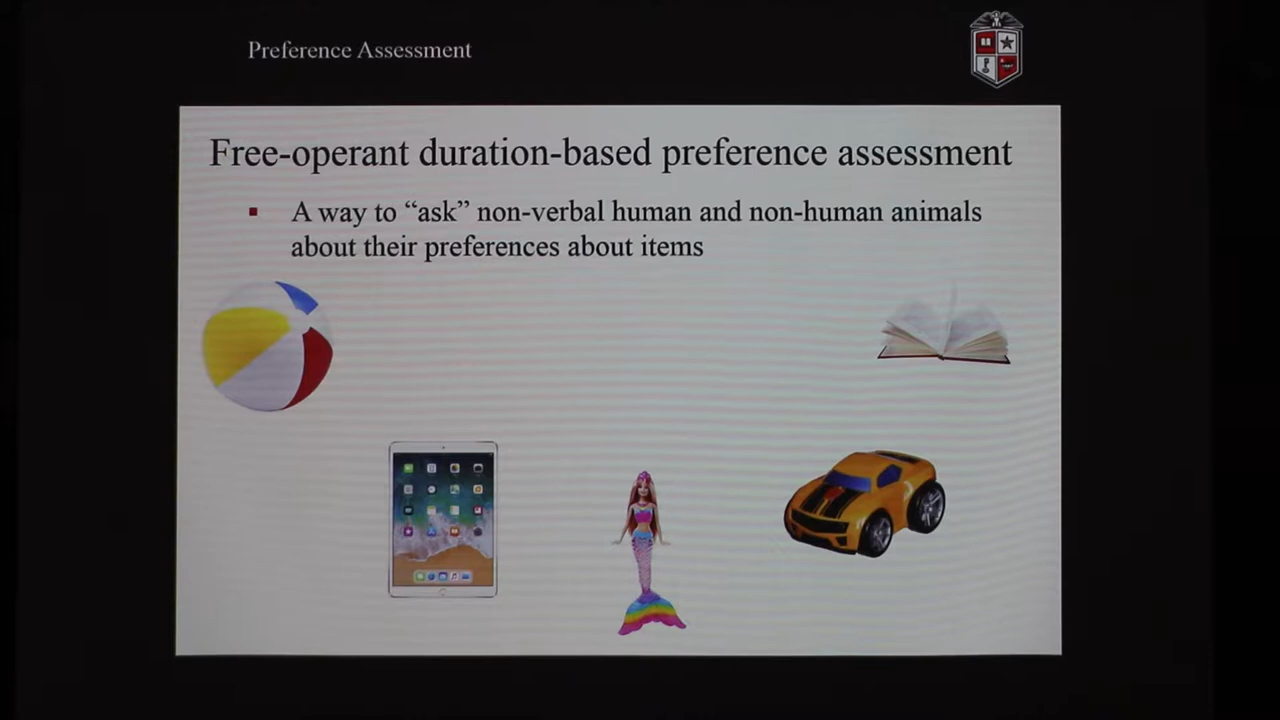 Preference Assessment
Free-operant duration-based preference assessment
A way to “ask” non-verbal human and non-human animals
about their preferences about items